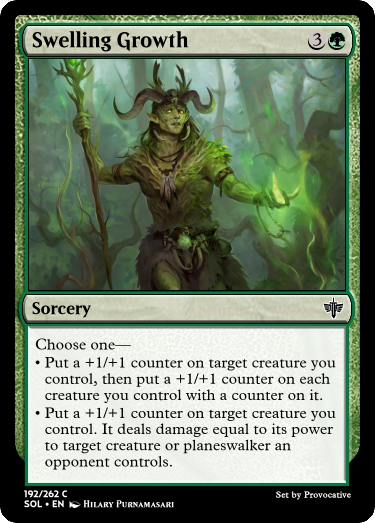 Swelling Growth 3
Sorcery
Choose one—
• Put a +1/+1 counter on target creature you
control, then put a +1/+1 counter on each
creature you control with a counter on it.
• Put a +1/+1 counter on target creature you
control. It deals damage equal to its power
to target creature or planeswalker an
opponent controls.
192/262 C
SOL • EN Hilary Purnamasari Set by Provocative